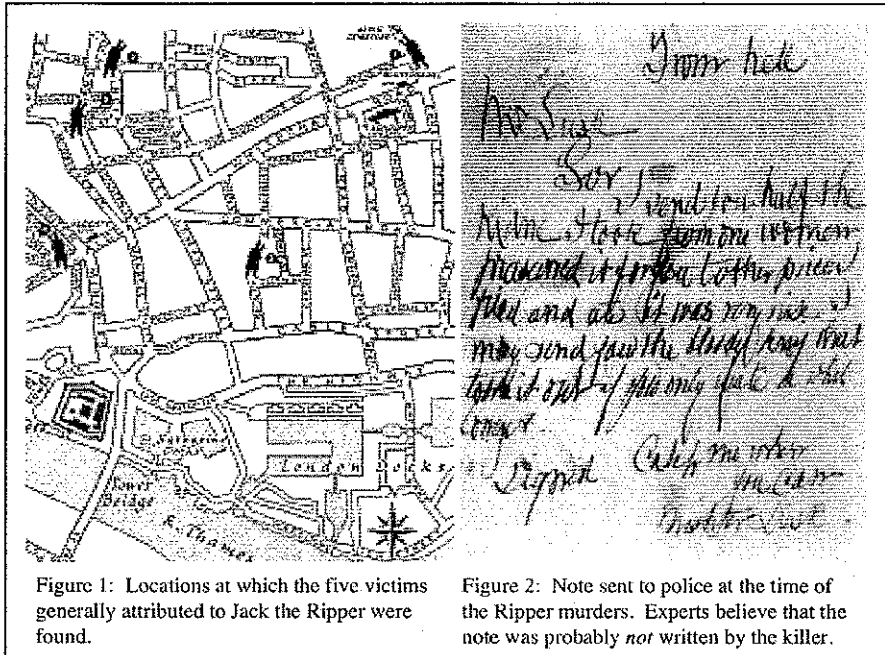 London Docks
Tower
Bridge
R. Thames
From hell
Mr Lusk
Sor
I send you half the
Kidne I took from one women
prasarved it for you tother piece I
fried and ate it was very nise. I
may send you the bloody knif that
took it out if you only wate a whil
longer
Signed Catch me when
you can
Mishter Lusk
Figure 1: Locations at which the five victims
generally attributed to Jack the Ripper were
found.
Figure 2: Note sent to police at the time of
the Ripper murders. Experts believe that the
note was probably not written by the killer.